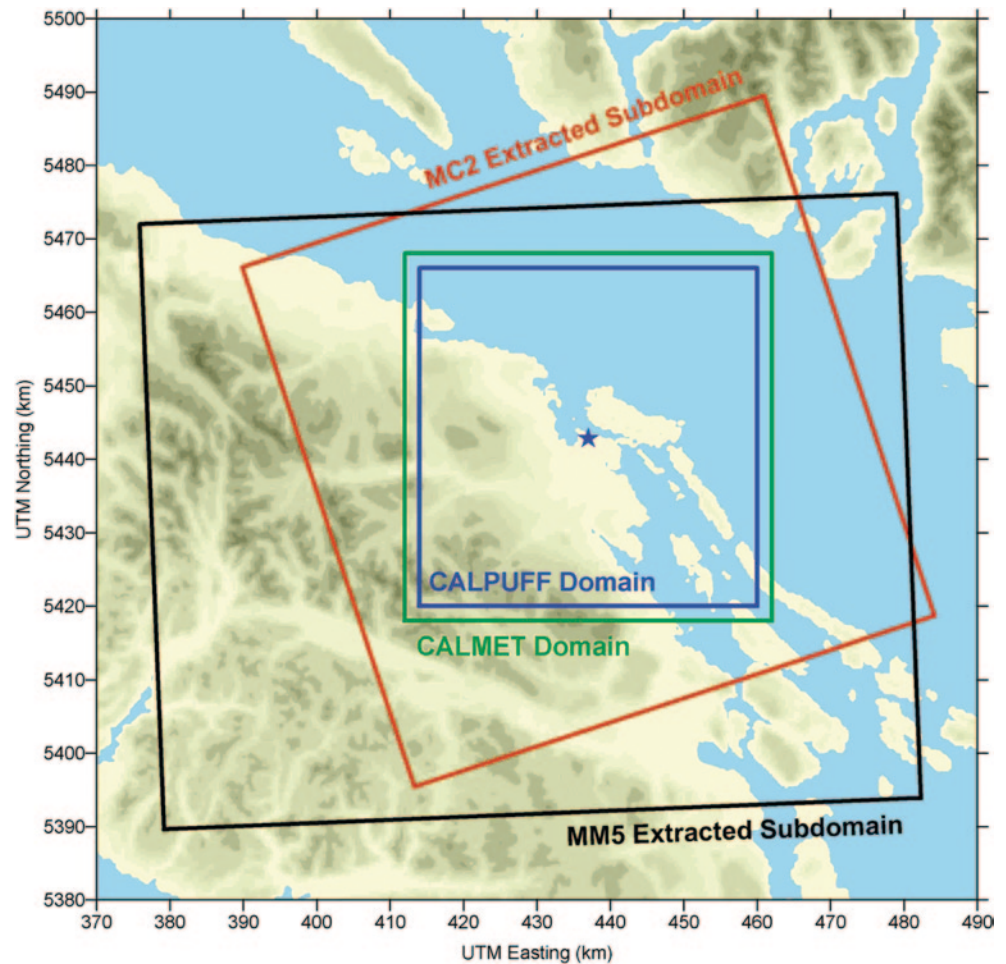 5500
5490
5480
5470
5460
5450
5440
5430
5420
5410
5400
5390
5380
UTM Northing (km)
MC2 Extracted Subdomain
CALPUFF Domain
CALMET Domain
MM5 Extracted Subdomain
370 380 390 400 410 420 430 440 450 460 470 480 490
UTM Easting (km)